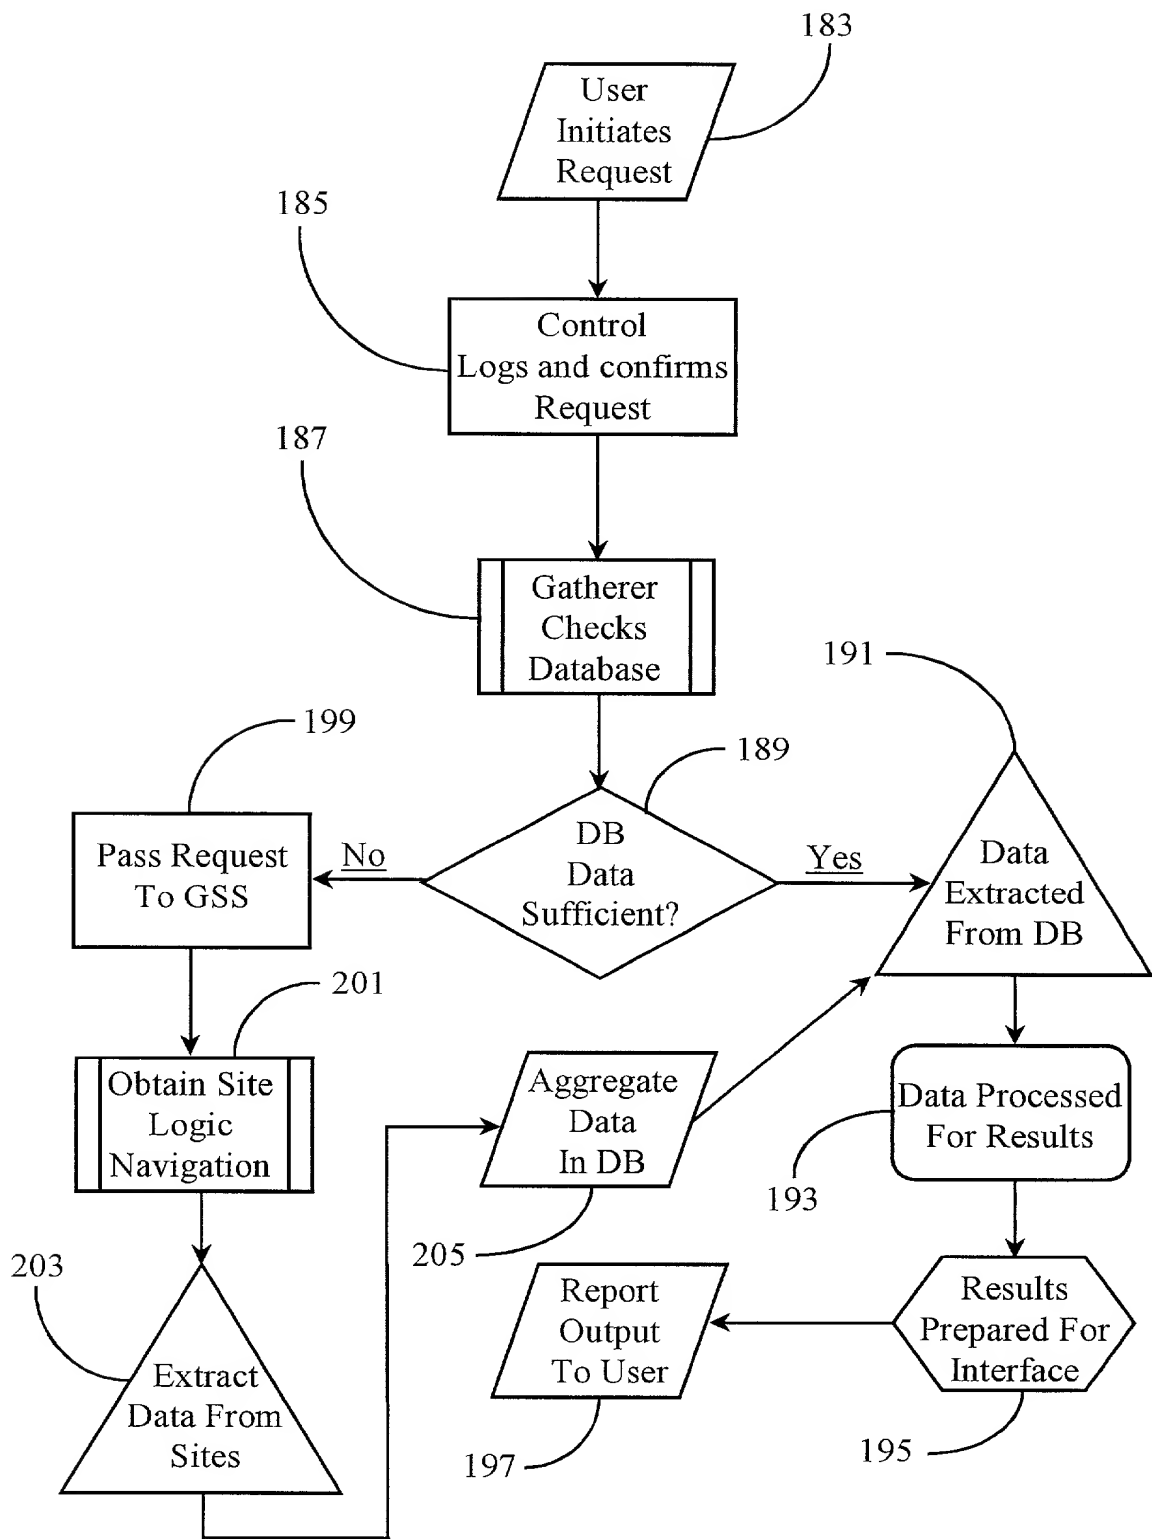 183
User
Initiates
Request
185
Control
Logs and confirms
Request
187
Gatherer
Checks
Database
191
199
189
DB
Data
Sufficient?
No
Yes
Pass Request
To GSS
Data
Extracted
From DB
201
Obtain Site
Logic
Navigation
Aggregate
Data
In DB
205
Data Processed
For Results
193
203
Extract
Data From
Sites
Report
Output
To User
197
Results
Prepared For
Interface
195